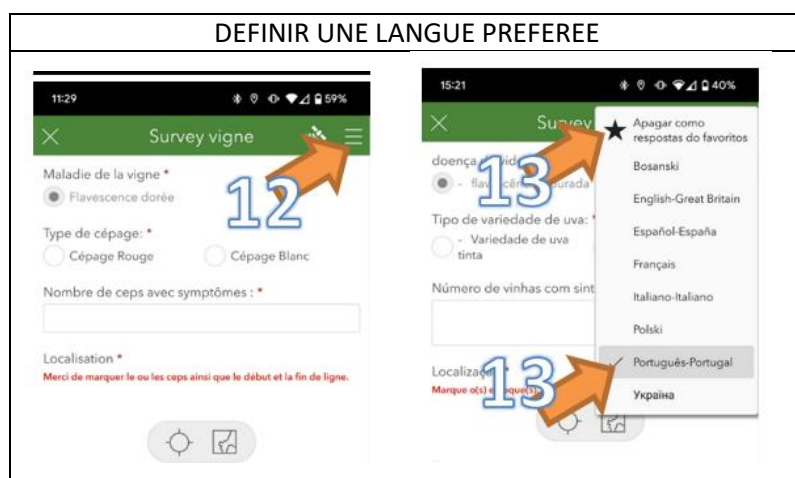 DEFINIR UNE LANGUE PREFEREE
11:29
59%
Survey vigne
Maladie de la vigne *
Flavescence dorée
12
Type de cépage: *
Cépage Rouge
Cépage Blanc
Nombre de ceps avec symptômes : *
Localisation *
Merci de marquer le ou les ceps ainsi que le début et la fin de ligne.
15:21
40%
Survey
Apagar como
respostas do favoritos
13
doença
Tipo de variedade de uva: *
- Variedade de uva
tinta
Número de vinhas com sint
13
Marque o(s)
Bosanski
English-Great Britain
Español-España
Français
Italiano-Italiano
Polski
Português-Portugal
Україна